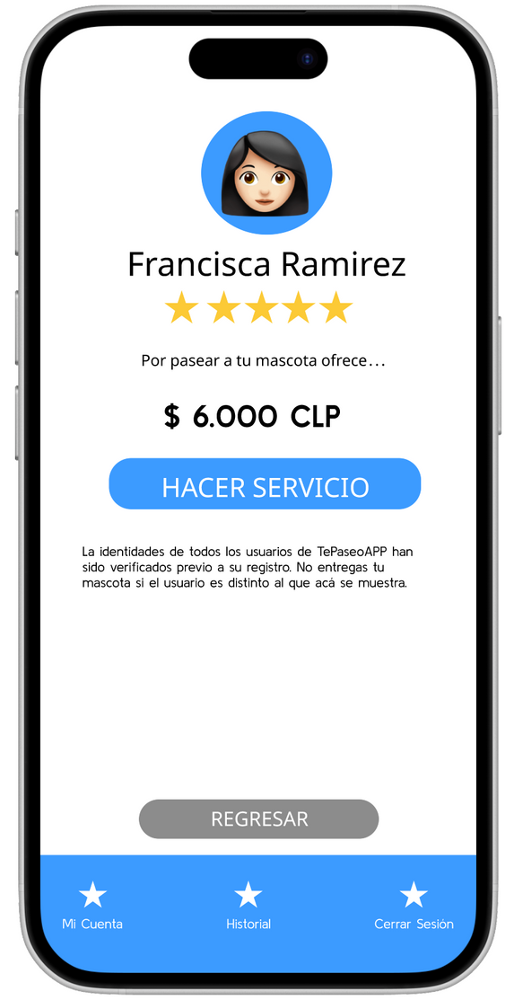 Francisca Ramirez
Por pasear a tu mascota ofrece...
$ 6.000 CLP
HACER SERVICIO
La identidades de todos los usuarios de TePaseoAPP han
sido verificados previo a su registro. No entregas tu
mascota si el usuario es distinto al que acá se muestra.
REGRESAR
Mi Cuenta Historial Cerrar Sesión